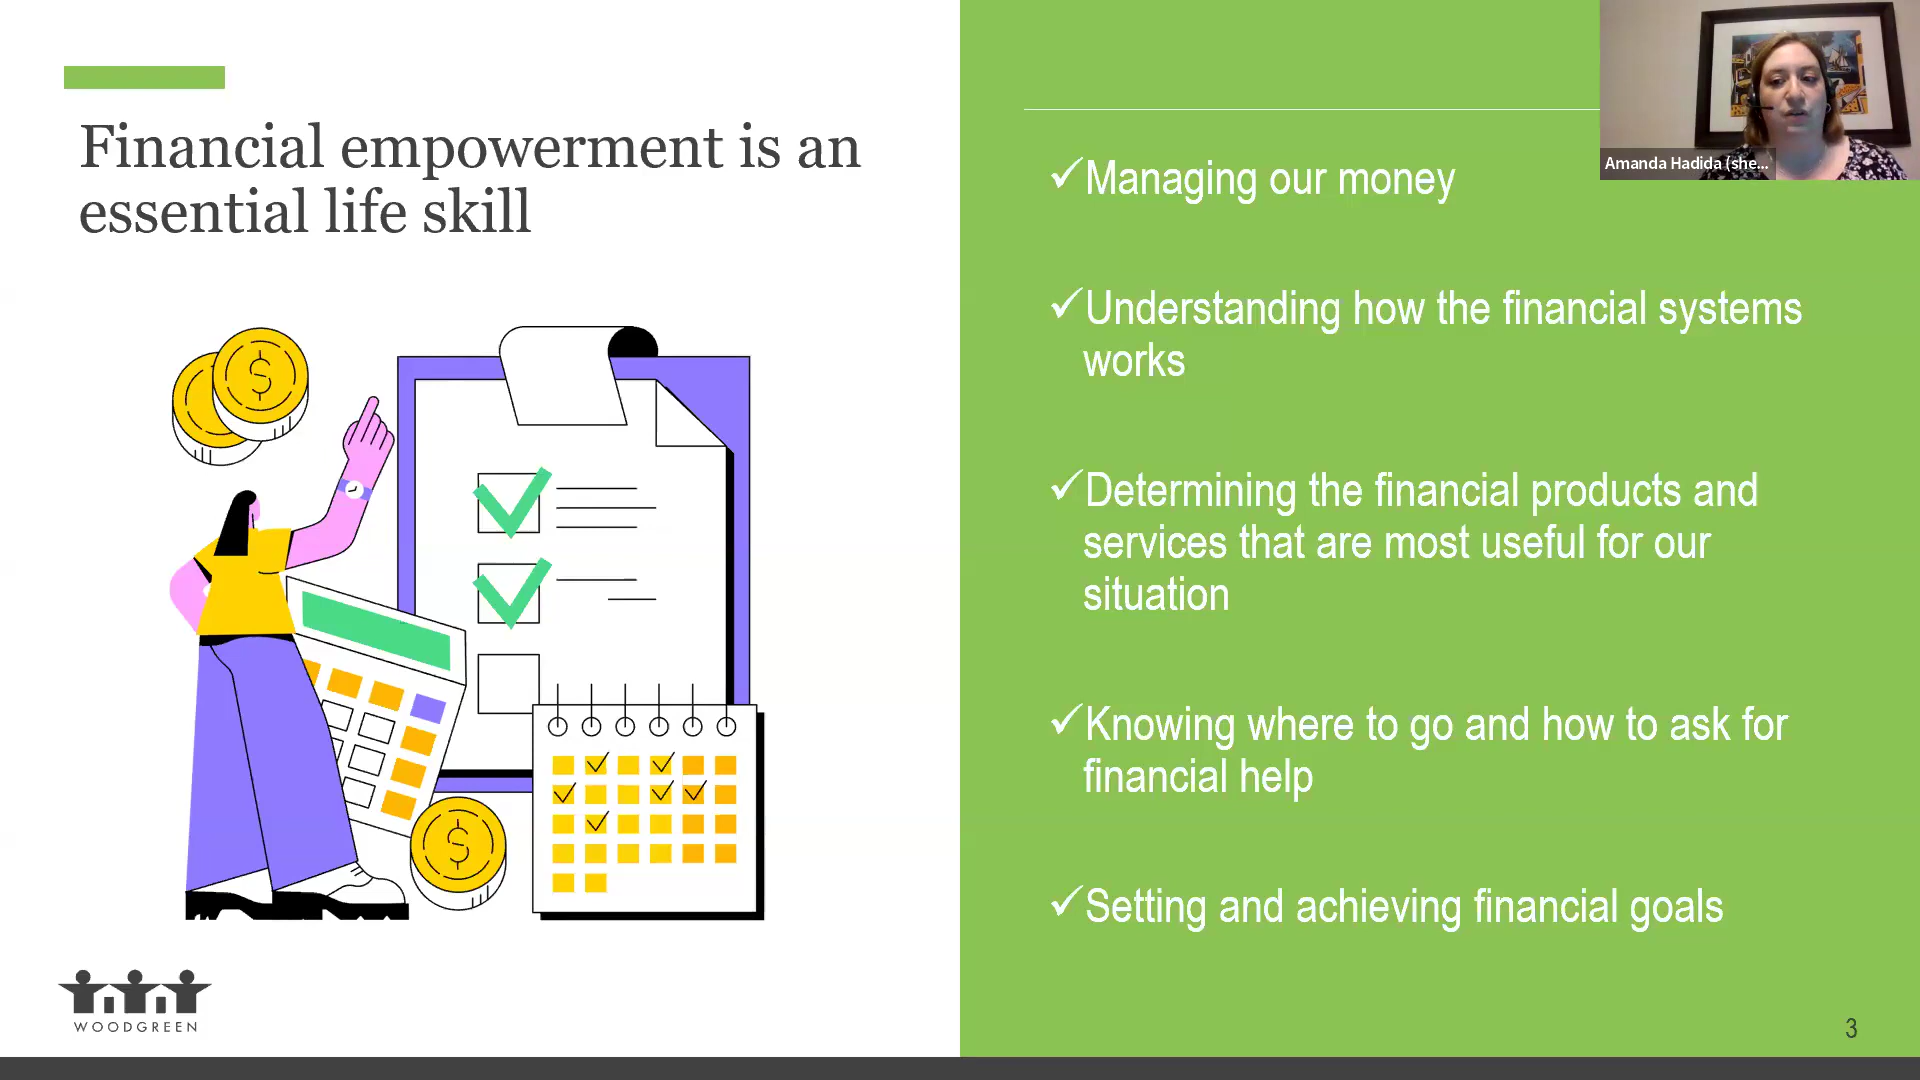 Financial empowerment is an
essential life skill
Amanda Hadida (she...
✓Managing our money
✓Understanding how the financial systems
works
✓Determining the financial products and
services that are most useful for our
situation
✓Knowing where to go and how to ask for
financial help
✓Setting and achieving financial goals
WOODGREEN
3